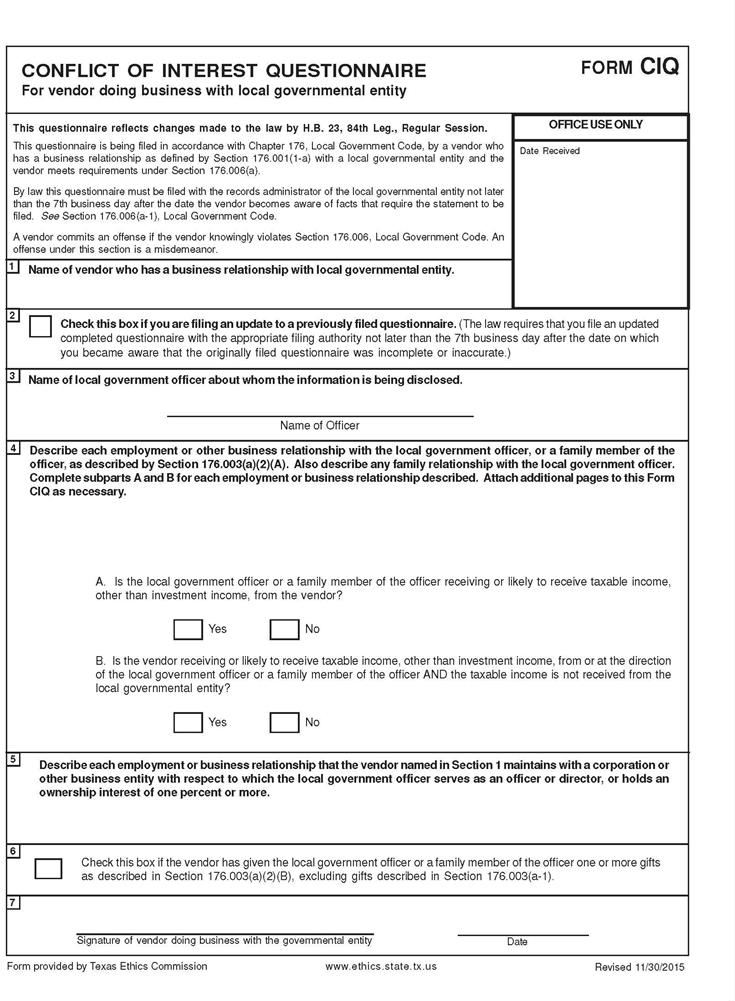 CONFLICT OF INTEREST QUESTIONNAIRE
FORM CIQ
For vendor doing business with local governmental entity
This questionnaire reflects changes made to the law by H.B. 23, 84th Leg., Regular Session.
OFFICE USE ONLY
This questionnaire is being filed in accordance with Chapter 176, Local Government Code, by a vendor who
has a business relationship as defined by Section 176.001(1-a) with a local governmental entity and the
vendor meets requirements under Section 176.006(a).
Date Received
By law this questionnaire must be filed with the records administrator of the local governmental entity not later
than the 7th business day after the date the vendor becomes aware of facts that require the statement to be
filed. See Section 176.006(a-1), Local Government Code.
A vendor commits an offense if the vendor knowingly violates Section 176.006, Local Government Code. An
offense under this section is a misdemeanor.
1 Name of vendor who has a business relationship with local governmental entity.
2
Check this box if you are filing an update to a previously filed questionnaire. (The law requires that you file an updated
completed questionnaire with the appropriate filing authority not later than the 7th business day after the date on which
you became aware that the originally filed questionnaire was incomplete or inaccurate.)
3 Name of local government officer about whom the information is being disclosed.
Name of Officer
4 Describe each employment or other business relationship with the local government officer, or a family member of the
officer, as described by Section 176.003(a)(2)(A). Also describe any family relationship with the local government officer.
Complete subparts A and B for each employment or business relationship described. Attach additional pages to this Form
CIQ as necessary.
A. Is the local government officer or a family member of the officer receiving or likely to receive taxable income,
other than investment income, from the vendor?
Yes No
B. Is the vendor receiving or likely to receive taxable income, other than investment income, from or at the direction
of the local government officer or a family member of the officer AND the taxable income is not received from the
local governmental entity?
Yes No
5
Describe each employment or business relationship that the vendor named in Section 1 maintains with a corporation or
other business entity with respect to which the local government officer serves as an officer or director, or holds an
ownership interest of one percent or more.
6
Check this box if the vendor has given the local government officer or a family member of the officer one or more gifts
as described in Section 176.003(a)(2)(B), excluding gifts described in Section 176.003(a-1).
7
Signature of vendor doing business with the governmental entity Date
Form provided by Texas Ethics Commission www.ethics.state.tx.us Revised 11/30/2015